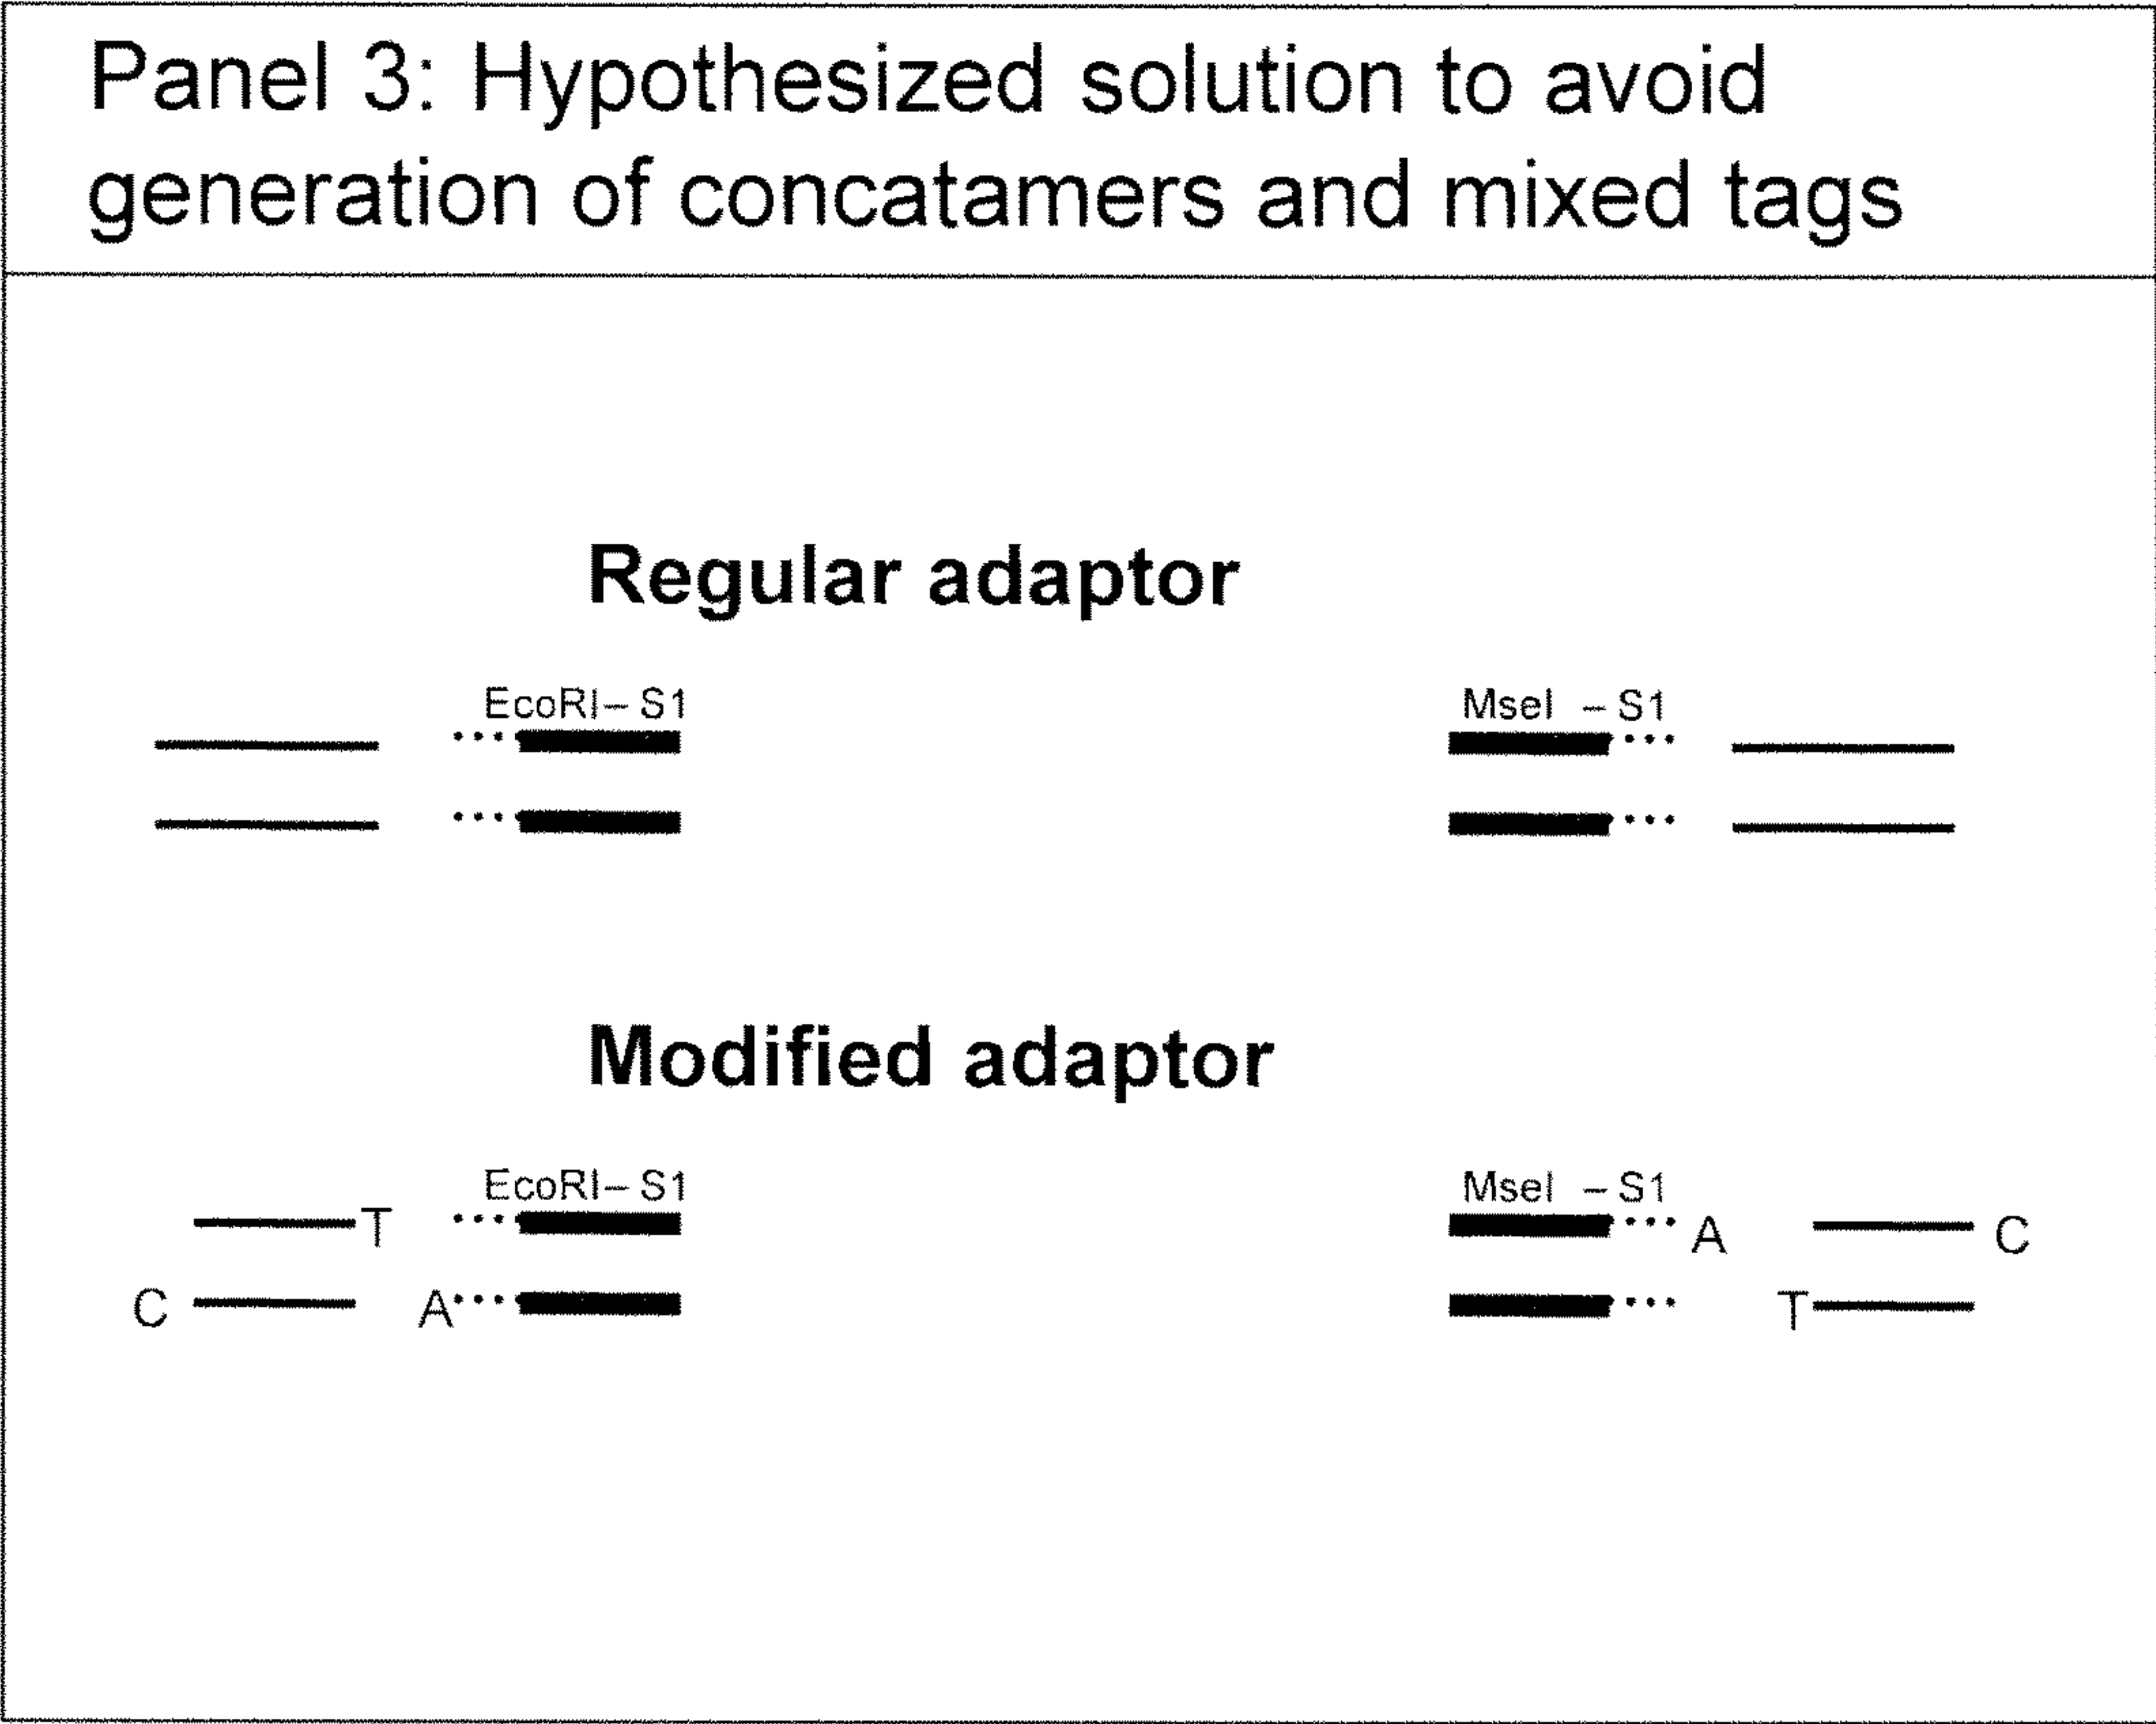 Panel 3: Hypothesized solution to avoid
generation of concatamers and mixed tags
Regular adaptor
EcoRI– S1 MseI – S1
Modified adaptor
EcoRI– S1 MseI – S1
T A C
C A T